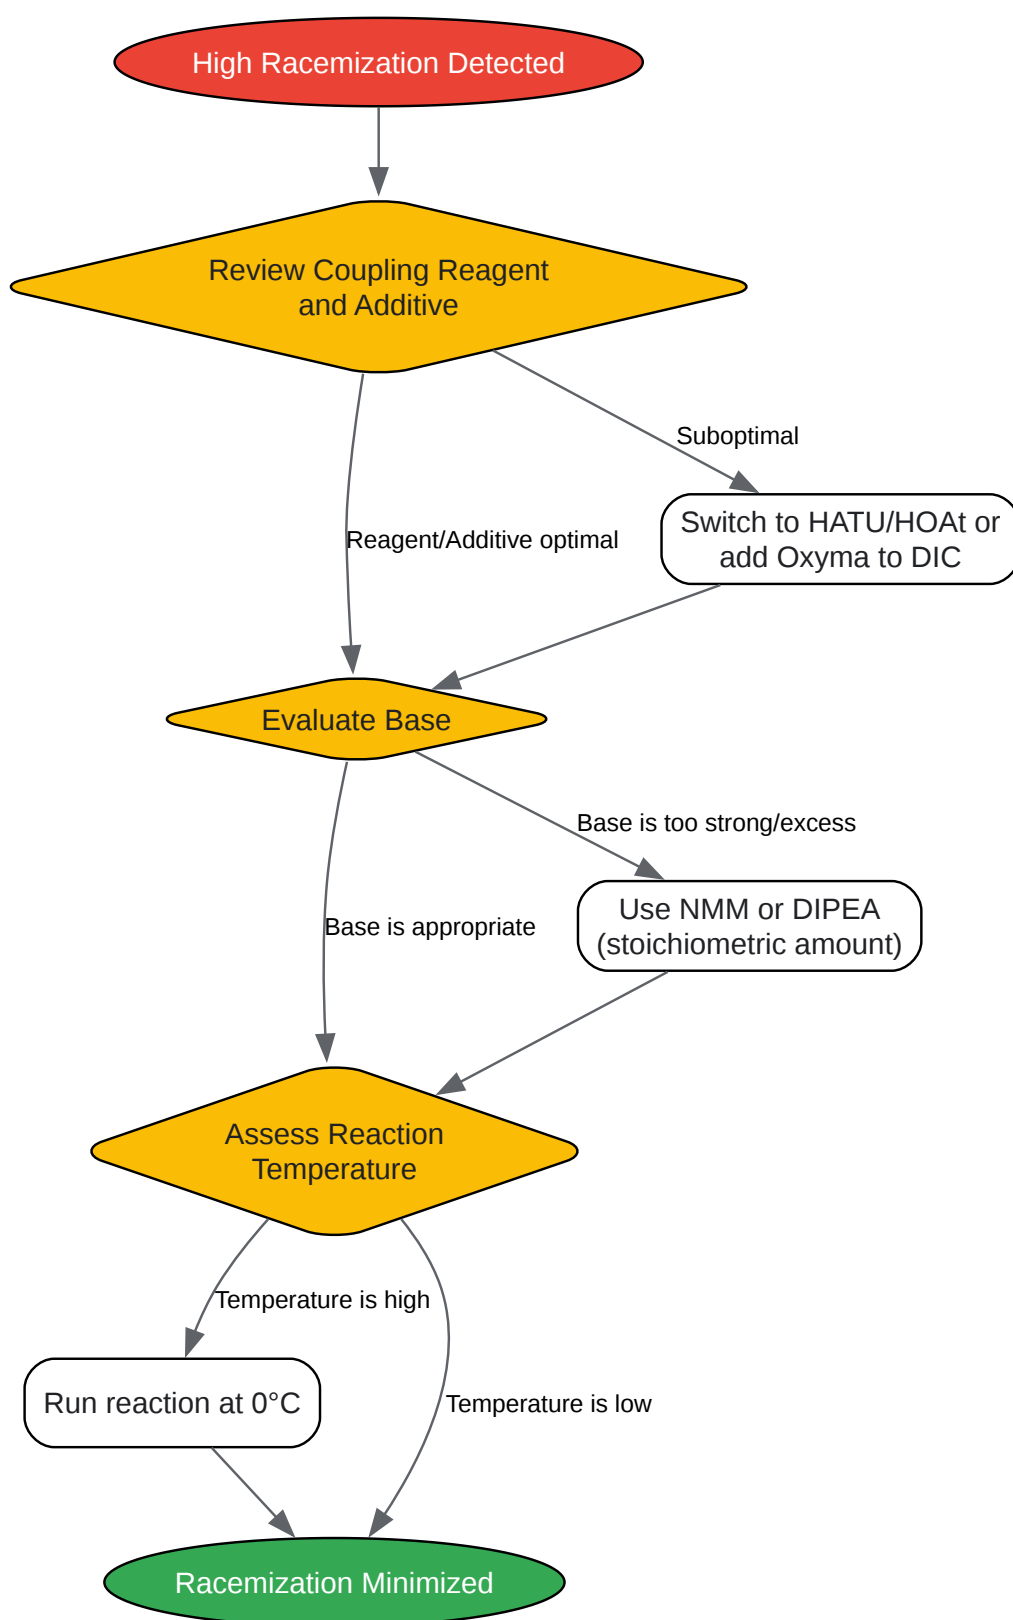 High Racemization Detected
Review Coupling Reagent
and Additive
Suboptimal
Switch to HATU/HOAt or
add Oxyma to DIC
Reagent/Additive optimal
Evaluate Base
Base is too strong/excess
Use NMM or DIPEA
(stoichiometric amount)
Base is appropriate
Assess Reaction
Temperature
Temperature is high
Run reaction at 0°C
Temperature is low
Racemization Minimized